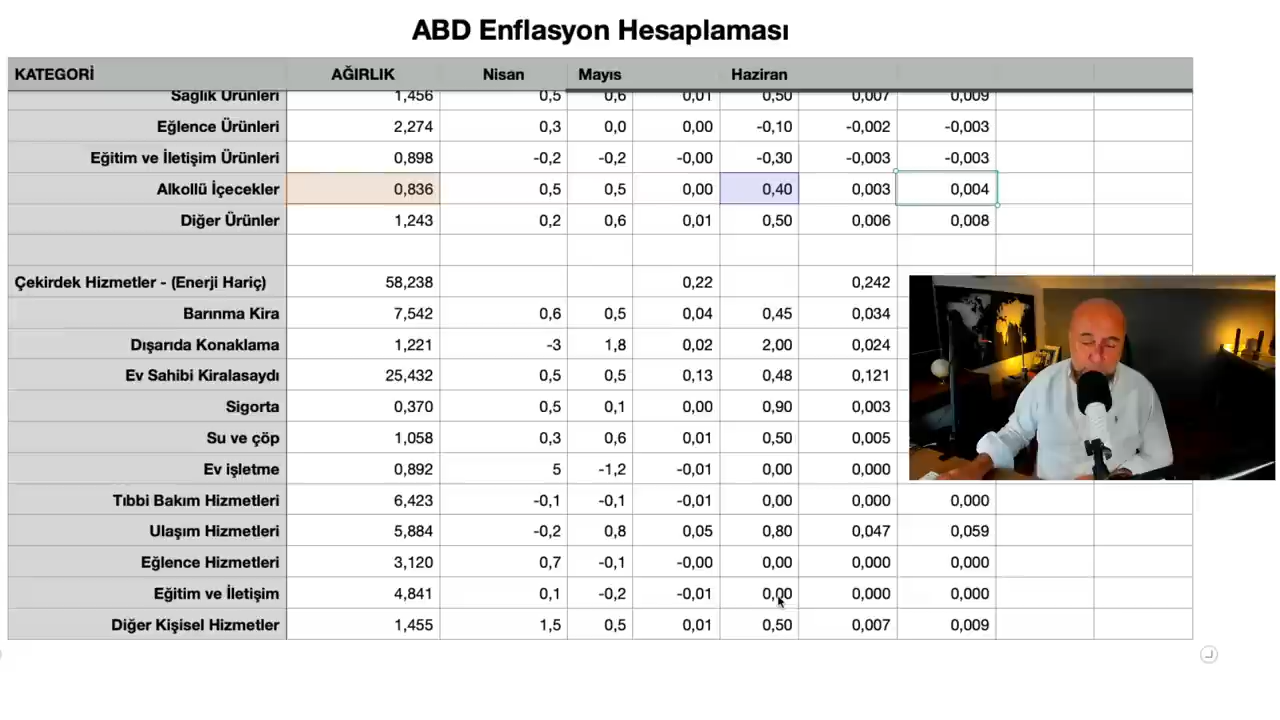 ABD Enflasyon Hesaplaması
KATEGORİ AĞIRLIK Nisan Mayıs Haziran
Sağlık Ürünleri 1,456 0,5 0,6 0,01 0,50 0,007 0,009
Eğlence Ürünleri 2,274 0,3 0,0 0,00 -0,10 -0,002 -0,003
Eğitim ve İletişim Ürünleri 0,898 -0,2 -0,2 -0,00 -0,30 -0,003 -0,003
Alkollü İçecekler 0,836 0,5 0,5 0,00 0,40 0,003 0,004
Diğer Ürünler 1,243 0,2 0,6 0,01 0,50 0,006 0,008
Çekirdek Hizmetler - (Enerji Hariç) 58,238 0,22 0,242
Barınma Kira 7,542 0,6 0,5 0,04 0,45 0,034
Dışarıda Konaklama 1,221 -3 1,8 0,02 2,00 0,024
Ev Sahibi Kiralasaydı 25,432 0,5 0,5 0,13 0,48 0,121
Sigorta 0,370 0,5 0,1 0,00 0,90 0,003
Su ve çöp 1,058 0,3 0,6 0,01 0,50 0,005
Ev işletme 0,892 5 -1,2 -0,01 0,00 0,000
Tıbbi Bakım Hizmetleri 6,423 -0,1 -0,1 -0,01 0,00 0,000 0,000
Ulaşım Hizmetleri 5,884 -0,2 0,8 0,05 0,80 0,047 0,059
Eğlence Hizmetleri 3,120 0,7 -0,1 -0,00 0,00 0,000 0,000
Eğitim ve İletişim 4,841 0,1 -0,2 -0,01 0,00 0,000 0,000
Diğer Kişisel Hizmetler 1,455 1,5 0,5 0,01 0,50 0,007 0,009